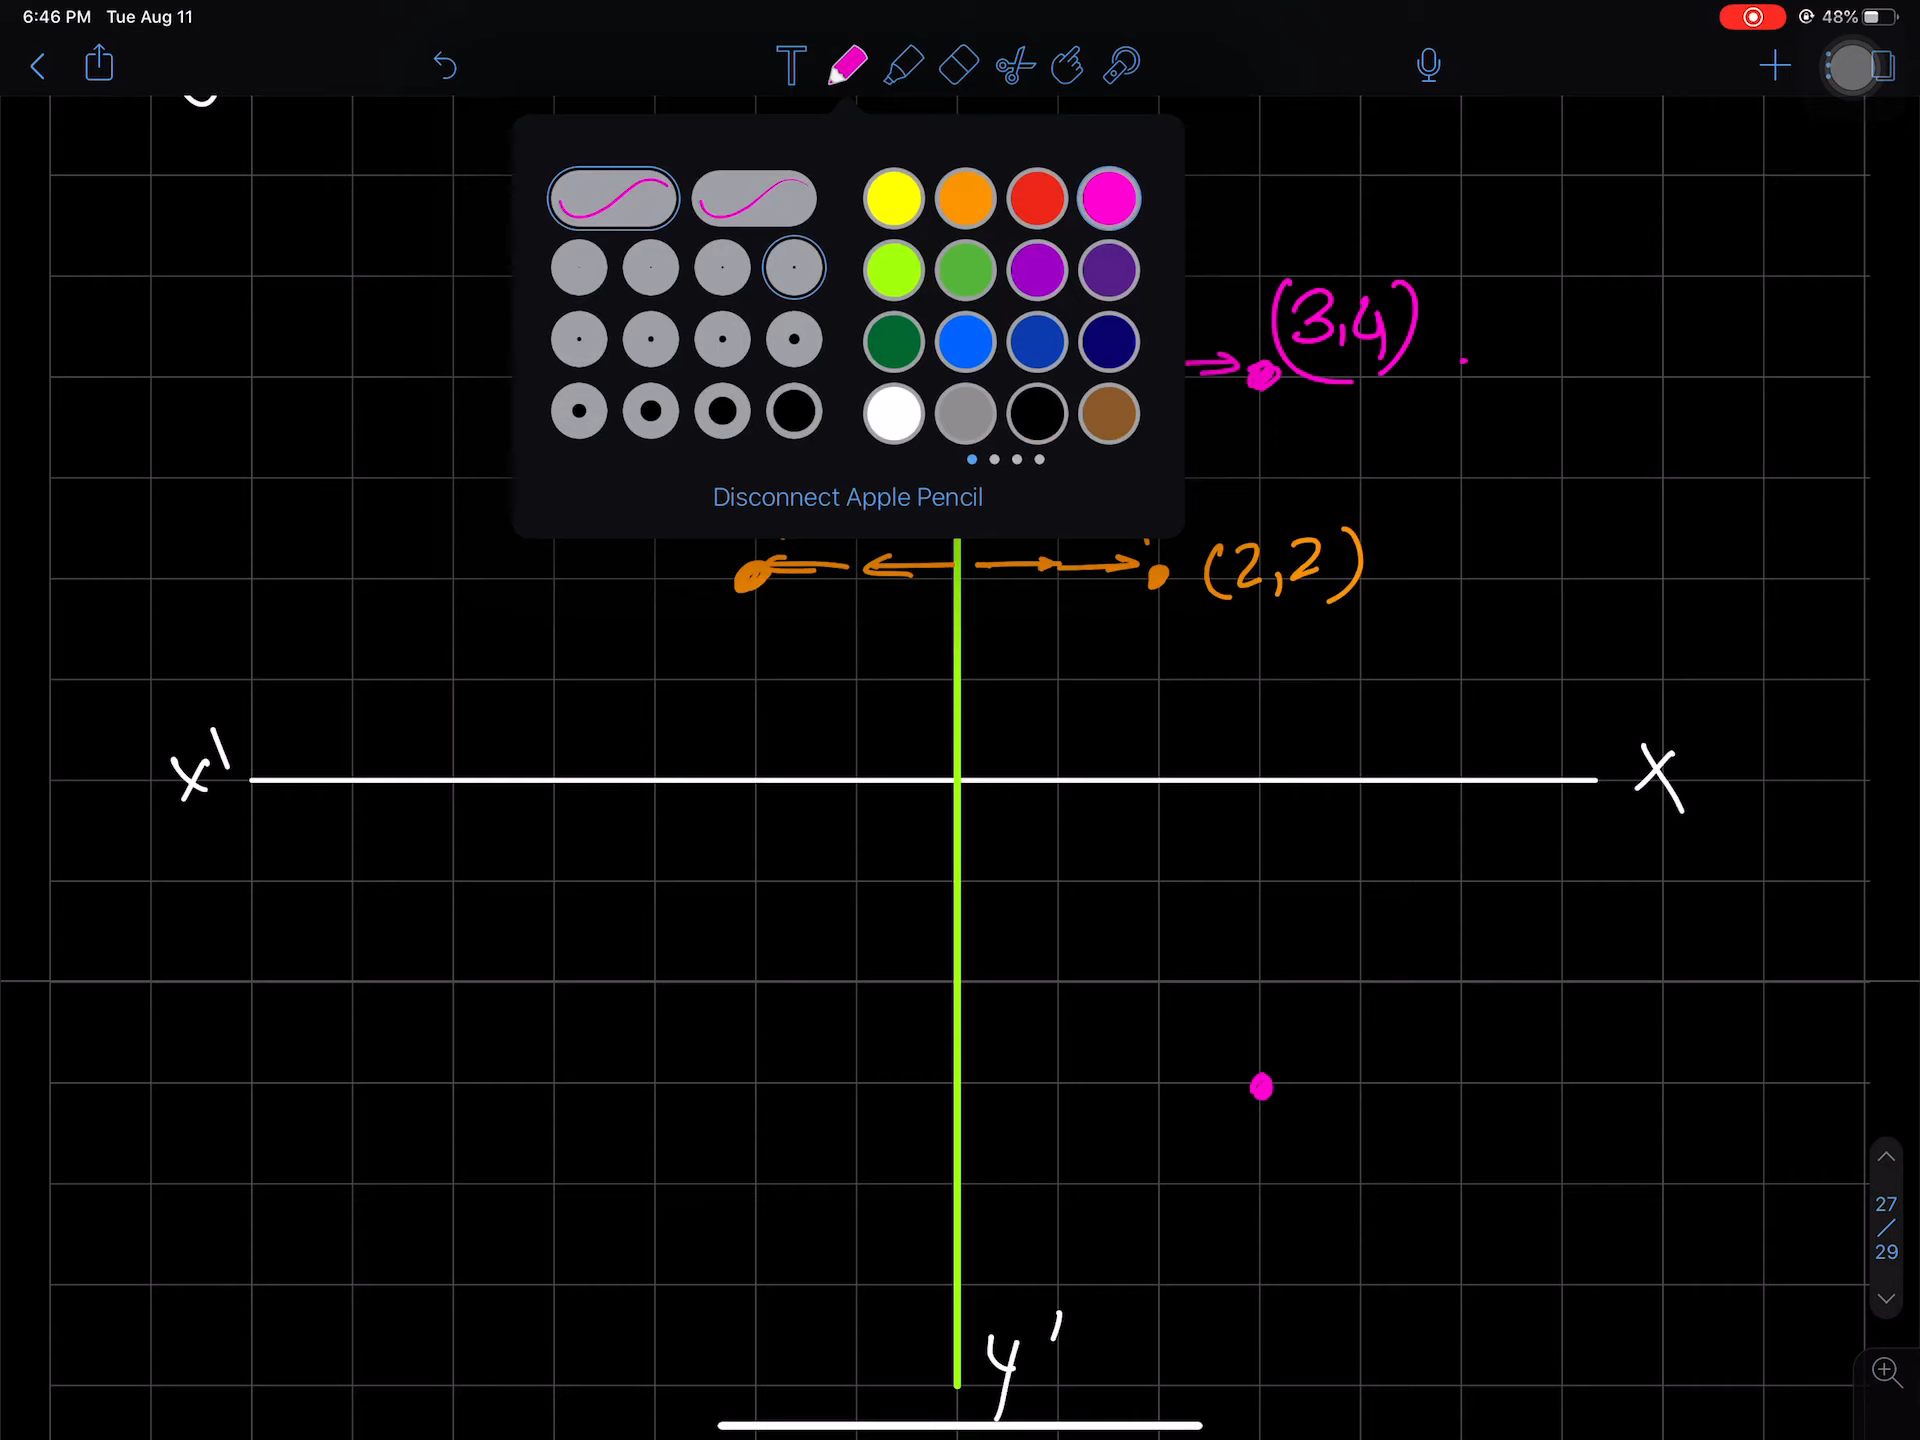 6:46 PM Tue Aug 11
48%
T
(3,4)
Disconnect Apple Pencil
(2,2)
x'
X
27
/
29
y'